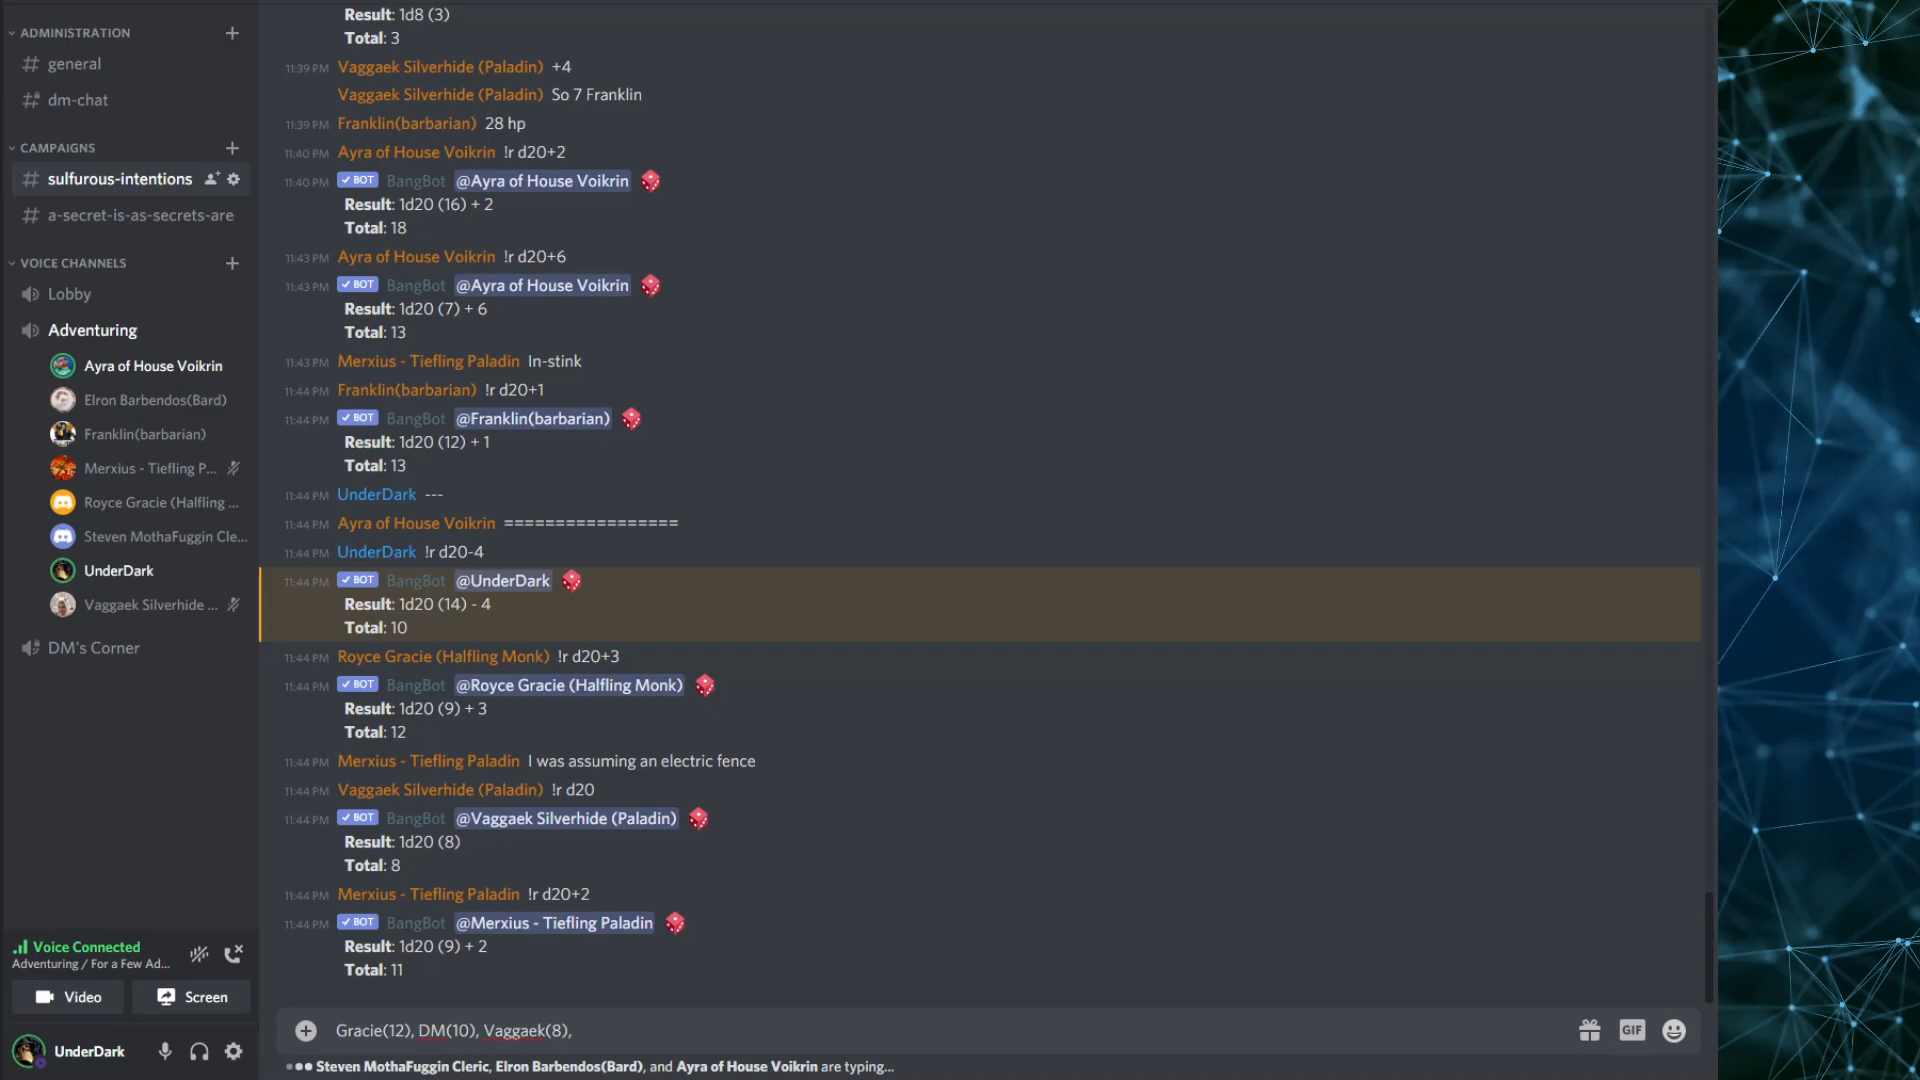 ADMINISTRATION
general
dm-chat
CAMPAIGNS
sulfurous-intentions
a-secret-is-as-secrets-are
VOICE CHANNELS
Lobby
Adventuring
Ayra of House Voikrin
Elron Barbendos(Bard)
Franklin(barbarian)
Merxius - Tiefling P...
Royce Gracie (Halfling ...
Steven MothaFuggin Cle...
UnderDark
Vaggaek Silverhide ...
DM's Corner
Voice Connected
Adventuring / For a Few Ad...
Video Screen
UnderDark
Result: 1d8 (3)
Total: 3
11:39 PM Vaggaek Silverhide (Paladin) +4
Vaggaek Silverhide (Paladin) So 7 Franklin
11:39 PM Franklin(barbarian) 28 hp
11:40 PM Ayra of House Voikrin !r d20+2
11:40 PM BOT BangBot @Ayra of House Voikrin
Result: 1d20 (16) + 2
Total: 18
11:43 PM Ayra of House Voikrin !r d20+6
11:43 PM BOT BangBot @Ayra of House Voikrin
Result: 1d20 (7) + 6
Total: 13
11:43 PM Merxius - Tiefling Paladin In-stink
11:44 PM Franklin(barbarian) !r d20+1
11:44 PM BOT BangBot @Franklin(barbarian)
Result: 1d20 (12) + 1
Total: 13
11:44 PM UnderDark ---
11:44 PM Ayra of House Voikrin =================
11:44 PM UnderDark !r d20-4
11:44 PM BOT BangBot @UnderDark
Result: 1d20 (14) - 4
Total: 10
11:44 PM Royce Gracie (Halfling Monk) !r d20+3
11:44 PM BOT BangBot @Royce Gracie (Halfling Monk)
Result: 1d20 (9) + 3
Total: 12
11:44 PM Merxius - Tiefling Paladin I was assuming an electric fence
11:44 PM Vaggaek Silverhide (Paladin) !r d20
11:44 PM BOT BangBot @Vaggaek Silverhide (Paladin)
Result: 1d20 (8)
Total: 8
11:44 PM Merxius - Tiefling Paladin !r d20+2
11:44 PM BOT BangBot @Merxius - Tiefling Paladin
Result: 1d20 (9) + 2
Total: 11
Gracie(12), DM(10), Vaggaek(8),
GIF
Steven MothaFuggin Cleric, Elron Barbendos(Bard), and Ayra of House Voikrin are typing...